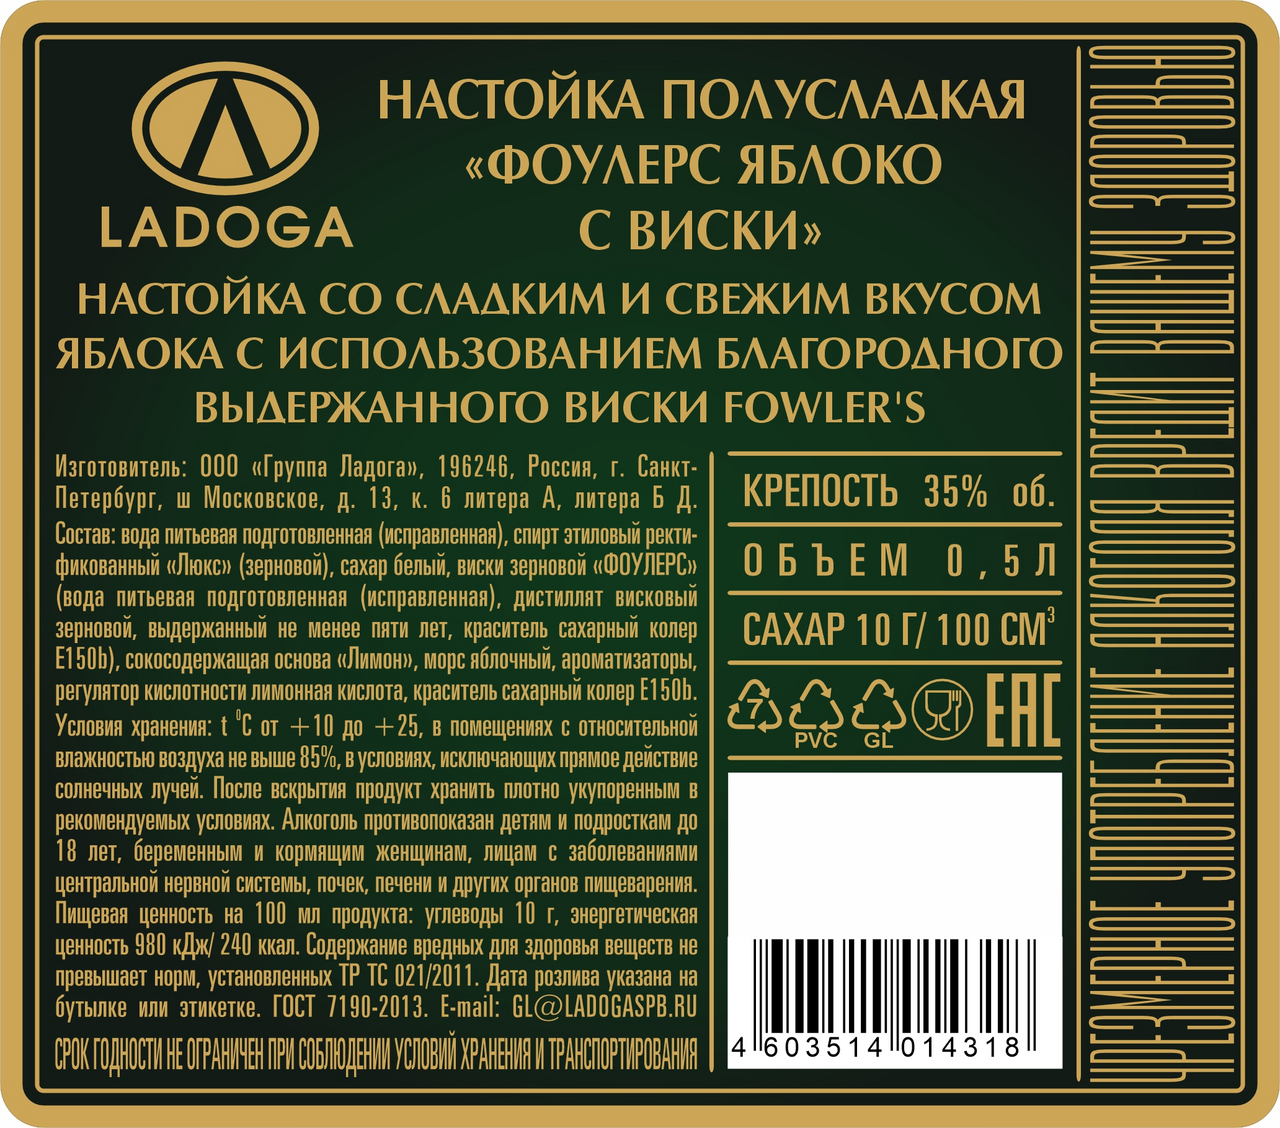 LADOGA
НАСТОЙКА ПОЛУСЛАДКАЯ
«ФОУЛЕРС ЯБЛОКО
С ВИСКИ»
НАСТОЙКА СО СЛАДКИМ И СВЕЖИМ ВКУСОМ
ЯБЛОКА С ИСПОЛЬЗОВАНИЕМ БЛАГОРОДНОГО
ВЫДЕРЖАННОГО ВИСКИ FOWLER'S
Изготовитель: ООО «Группа Ладога», 196246, Россия, г. Санкт-
Петербург, ш Московское, д. 13, к. 6 литера А, литера Б Д.
Состав: вода питьевая подготовленная (исправленная), спирт этиловый ректи-
фикованный «Люкс» (зерновой), сахар белый, виски зерновой «ФОУЛЕРС»
(вода питьевая подготовленная (исправленная), дистиллят висковый
зерновой, выдержанный не менее пяти лет, краситель сахарный колер
Е150b), сокосодержащая основа «Лимон», морс яблочный, ароматизаторы,
регулятор кислотности лимонная кислота, краситель сахарный колер Е150b.
Условия хранения: t °С от +10 до +25, в помещениях с относительной
влажностью воздуха не выше 85%, в условиях, исключающих прямое действие
солнечных лучей. После вскрытия продукт хранить плотно укупоренным в
рекомендуемых условиях. Алкоголь противопоказан детям и подросткам до
18 лет, беременным и кормящим женщинам, лицам с заболеваниями
центральной нервной системы, почек, печени и других органов пищеварения.
Пищевая ценность на 100 мл продукта: углеводы 10 г, энергетическая
ценность 980 кДж/ 240 ккал. Содержание вредных для здоровья веществ не
превышает норм, установленных ТР ТС 021/2011. Дата розлива указана на
бутылке или этикетке. ГОСТ 7190-2013. E-mail: GL@LADOGASPB.RU
СРОК ГОДНОСТИ НЕ ОГРАНИЧЕН ПРИ СОБЛЮДЕНИИ УСЛОВИЙ ХРАНЕНИЯ И ТРАНСПОРТИРОВАНИЯ
КРЕПОСТЬ 35% об.
ОБЪЕМ 0,5Л
САХАР 10 Г/ 100 СМ³
7
PVC
GL
EAC
4 603514 014318
ЧРЕЗМЕРНОЕ УПОТРЕБЛЕНИЕ АЛКОГОЛЯ ВРЕДИТ ВАШЕМУ ЗДОРОВЬЮ